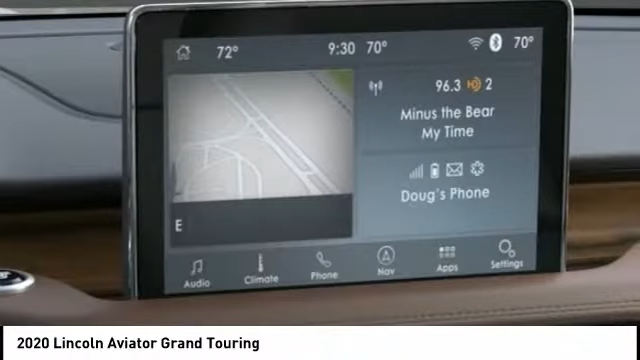 72° 9:30 70° 70°
96.3 HD 2
Minus the Bear
My Time
Doug's Phone
E
Audio Climate Phone Nav Apps Settings
2020 Lincoln Aviator Grand Touring